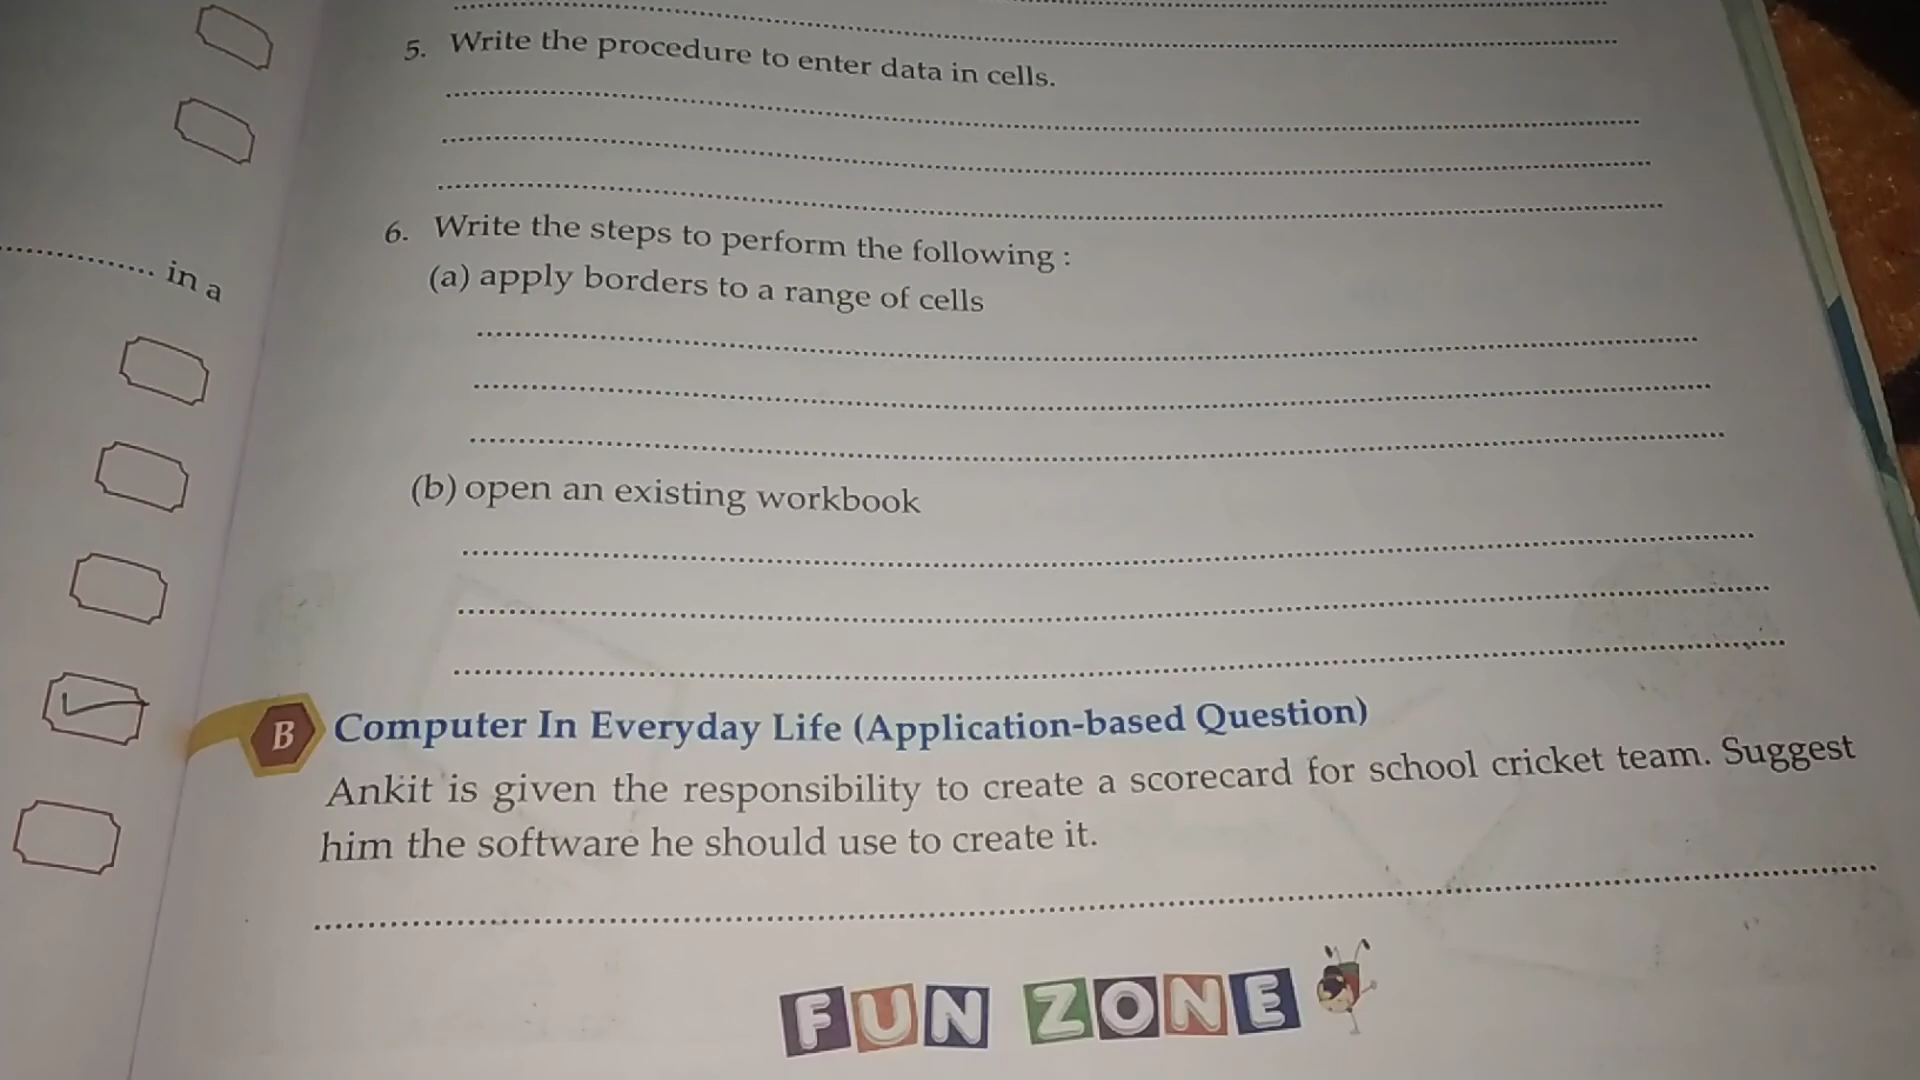 5. Write the procedure to enter data in cells.
6. Write the steps to perform the following :
(a) apply borders to a range of cells
in a
(b) open an existing workbook
B Computer In Everyday Life (Application-based Question)
Ankit is given the responsibility to create a scorecard for school cricket team. Suggest
him the software he should use to create it.
FUN ZONE